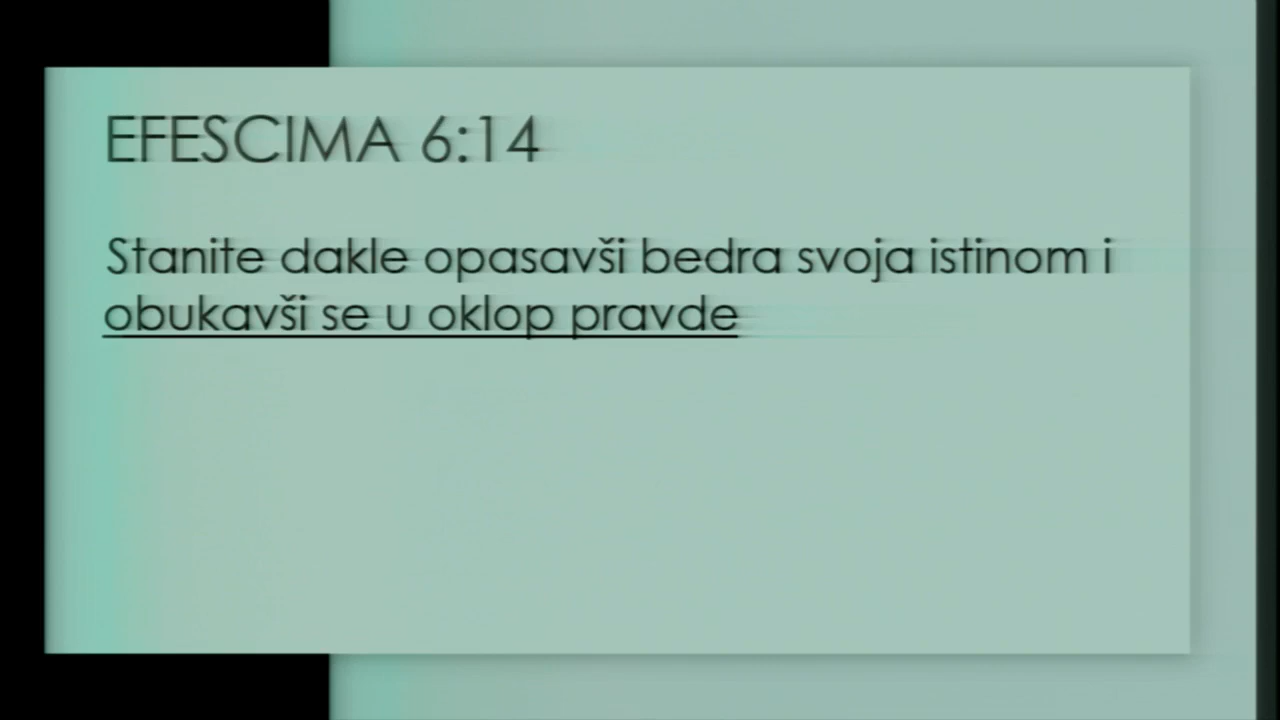 EFESCIMA 6:14
Stanite dakle opasavši bedra svoja istinom i
obukavši se u oklop pravde